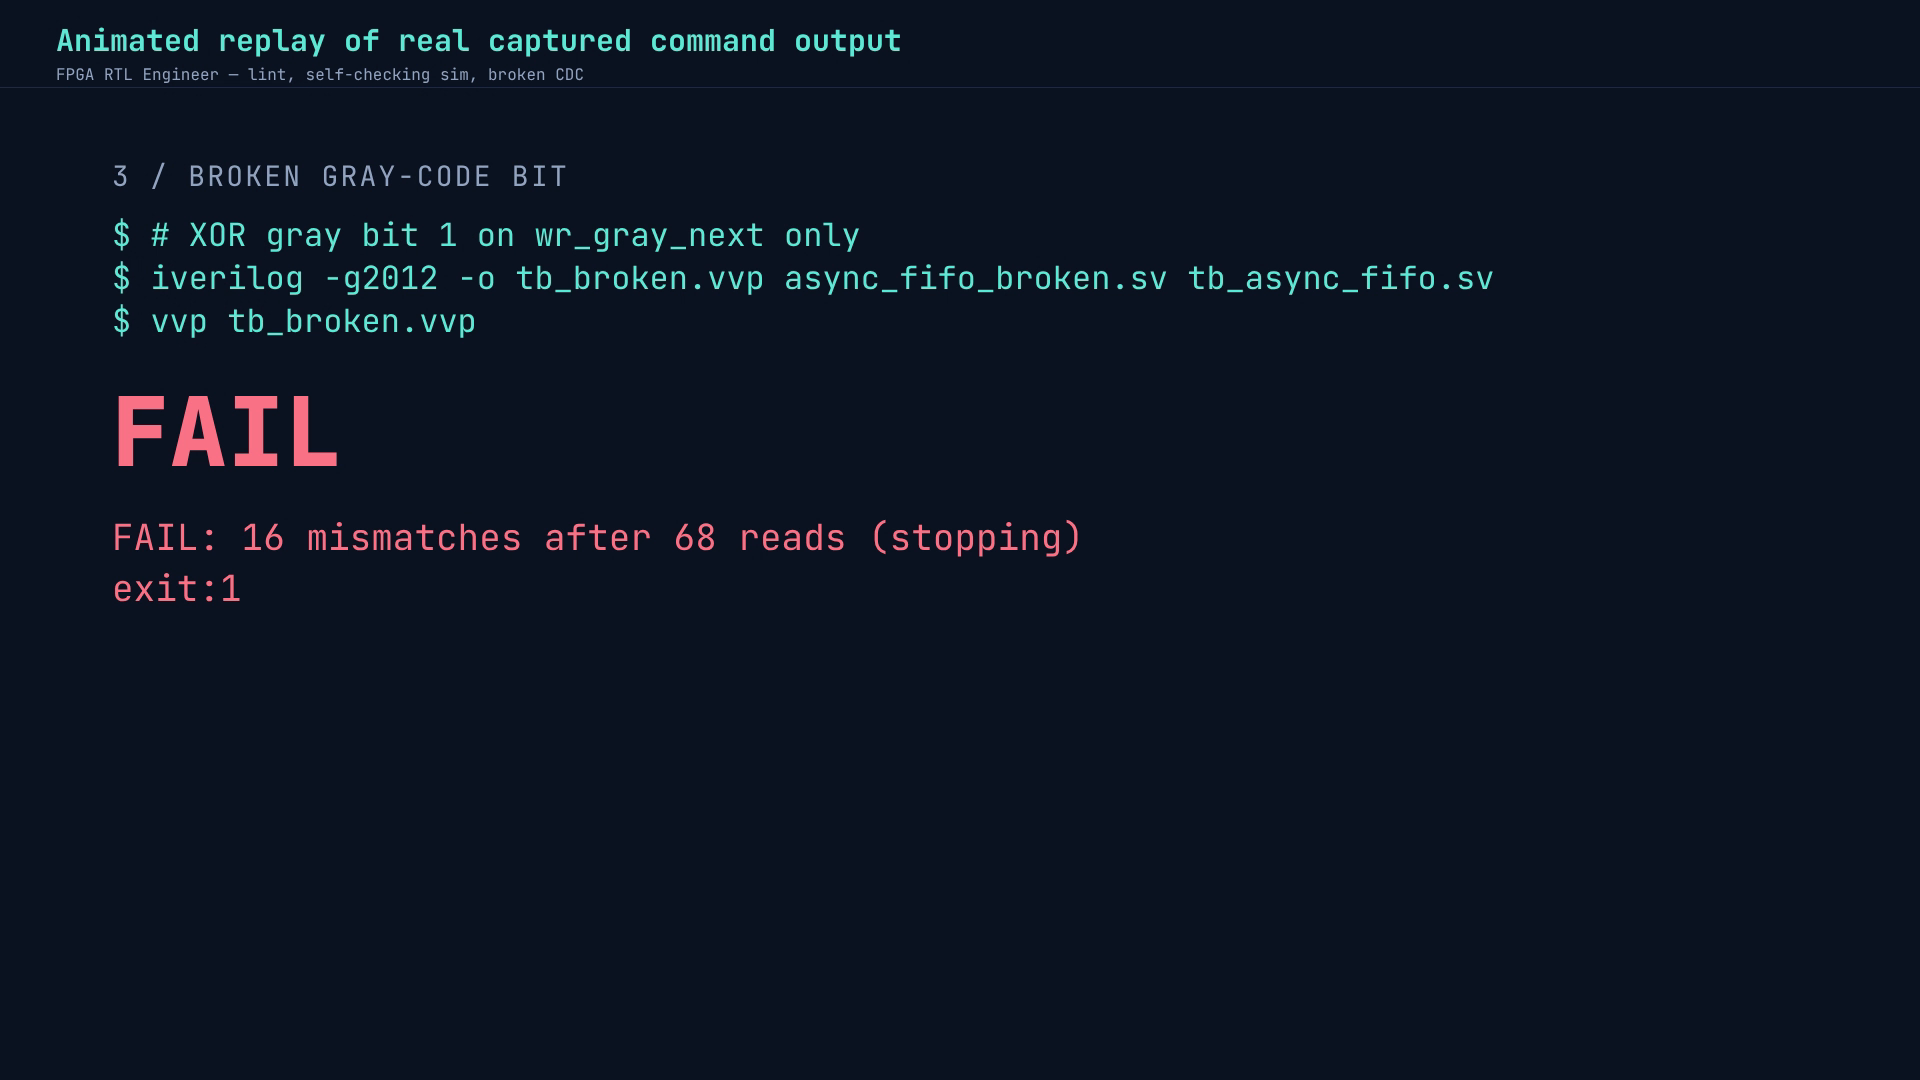 Animated replay of real captured command output
FPGA RTL Engineer — lint, self-checking sim, broken CDC
3 / BROKEN GRAY-CODE BIT
$ # XOR gray bit 1 on wr_gray_next only
$ iverilog -g2012 -o tb_broken.vvp async_fifo_broken.sv tb_async_fifo.sv
$ vvp tb_broken.vvp
FAIL
FAIL: 16 mismatches after 68 reads (stopping)
exit:1